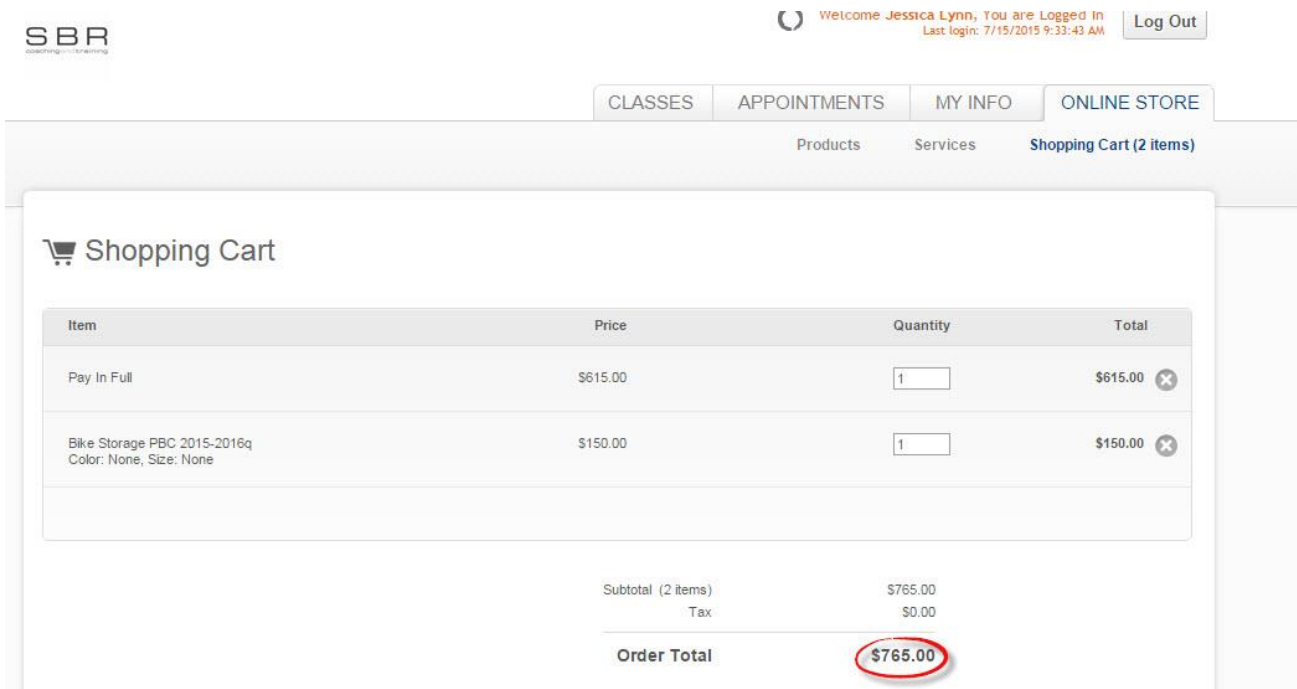 SBR
coaching and training
Welcome Jessica Lynn, You are Logged In
Last login: 7/15/2015 9:33:43 AM
Log Out
CLASSES APPOINTMENTS MY INFO ONLINE STORE
Products Services Shopping Cart (2 items)
Shopping Cart
Item Price Quantity Total
Pay In Full $615.00 1 $615.00
Bike Storage PBC 2015-2016q $150.00 1 $150.00
Color: None, Size: None
Subtotal (2 items) $765.00
Tax $0.00
Order Total $765.00